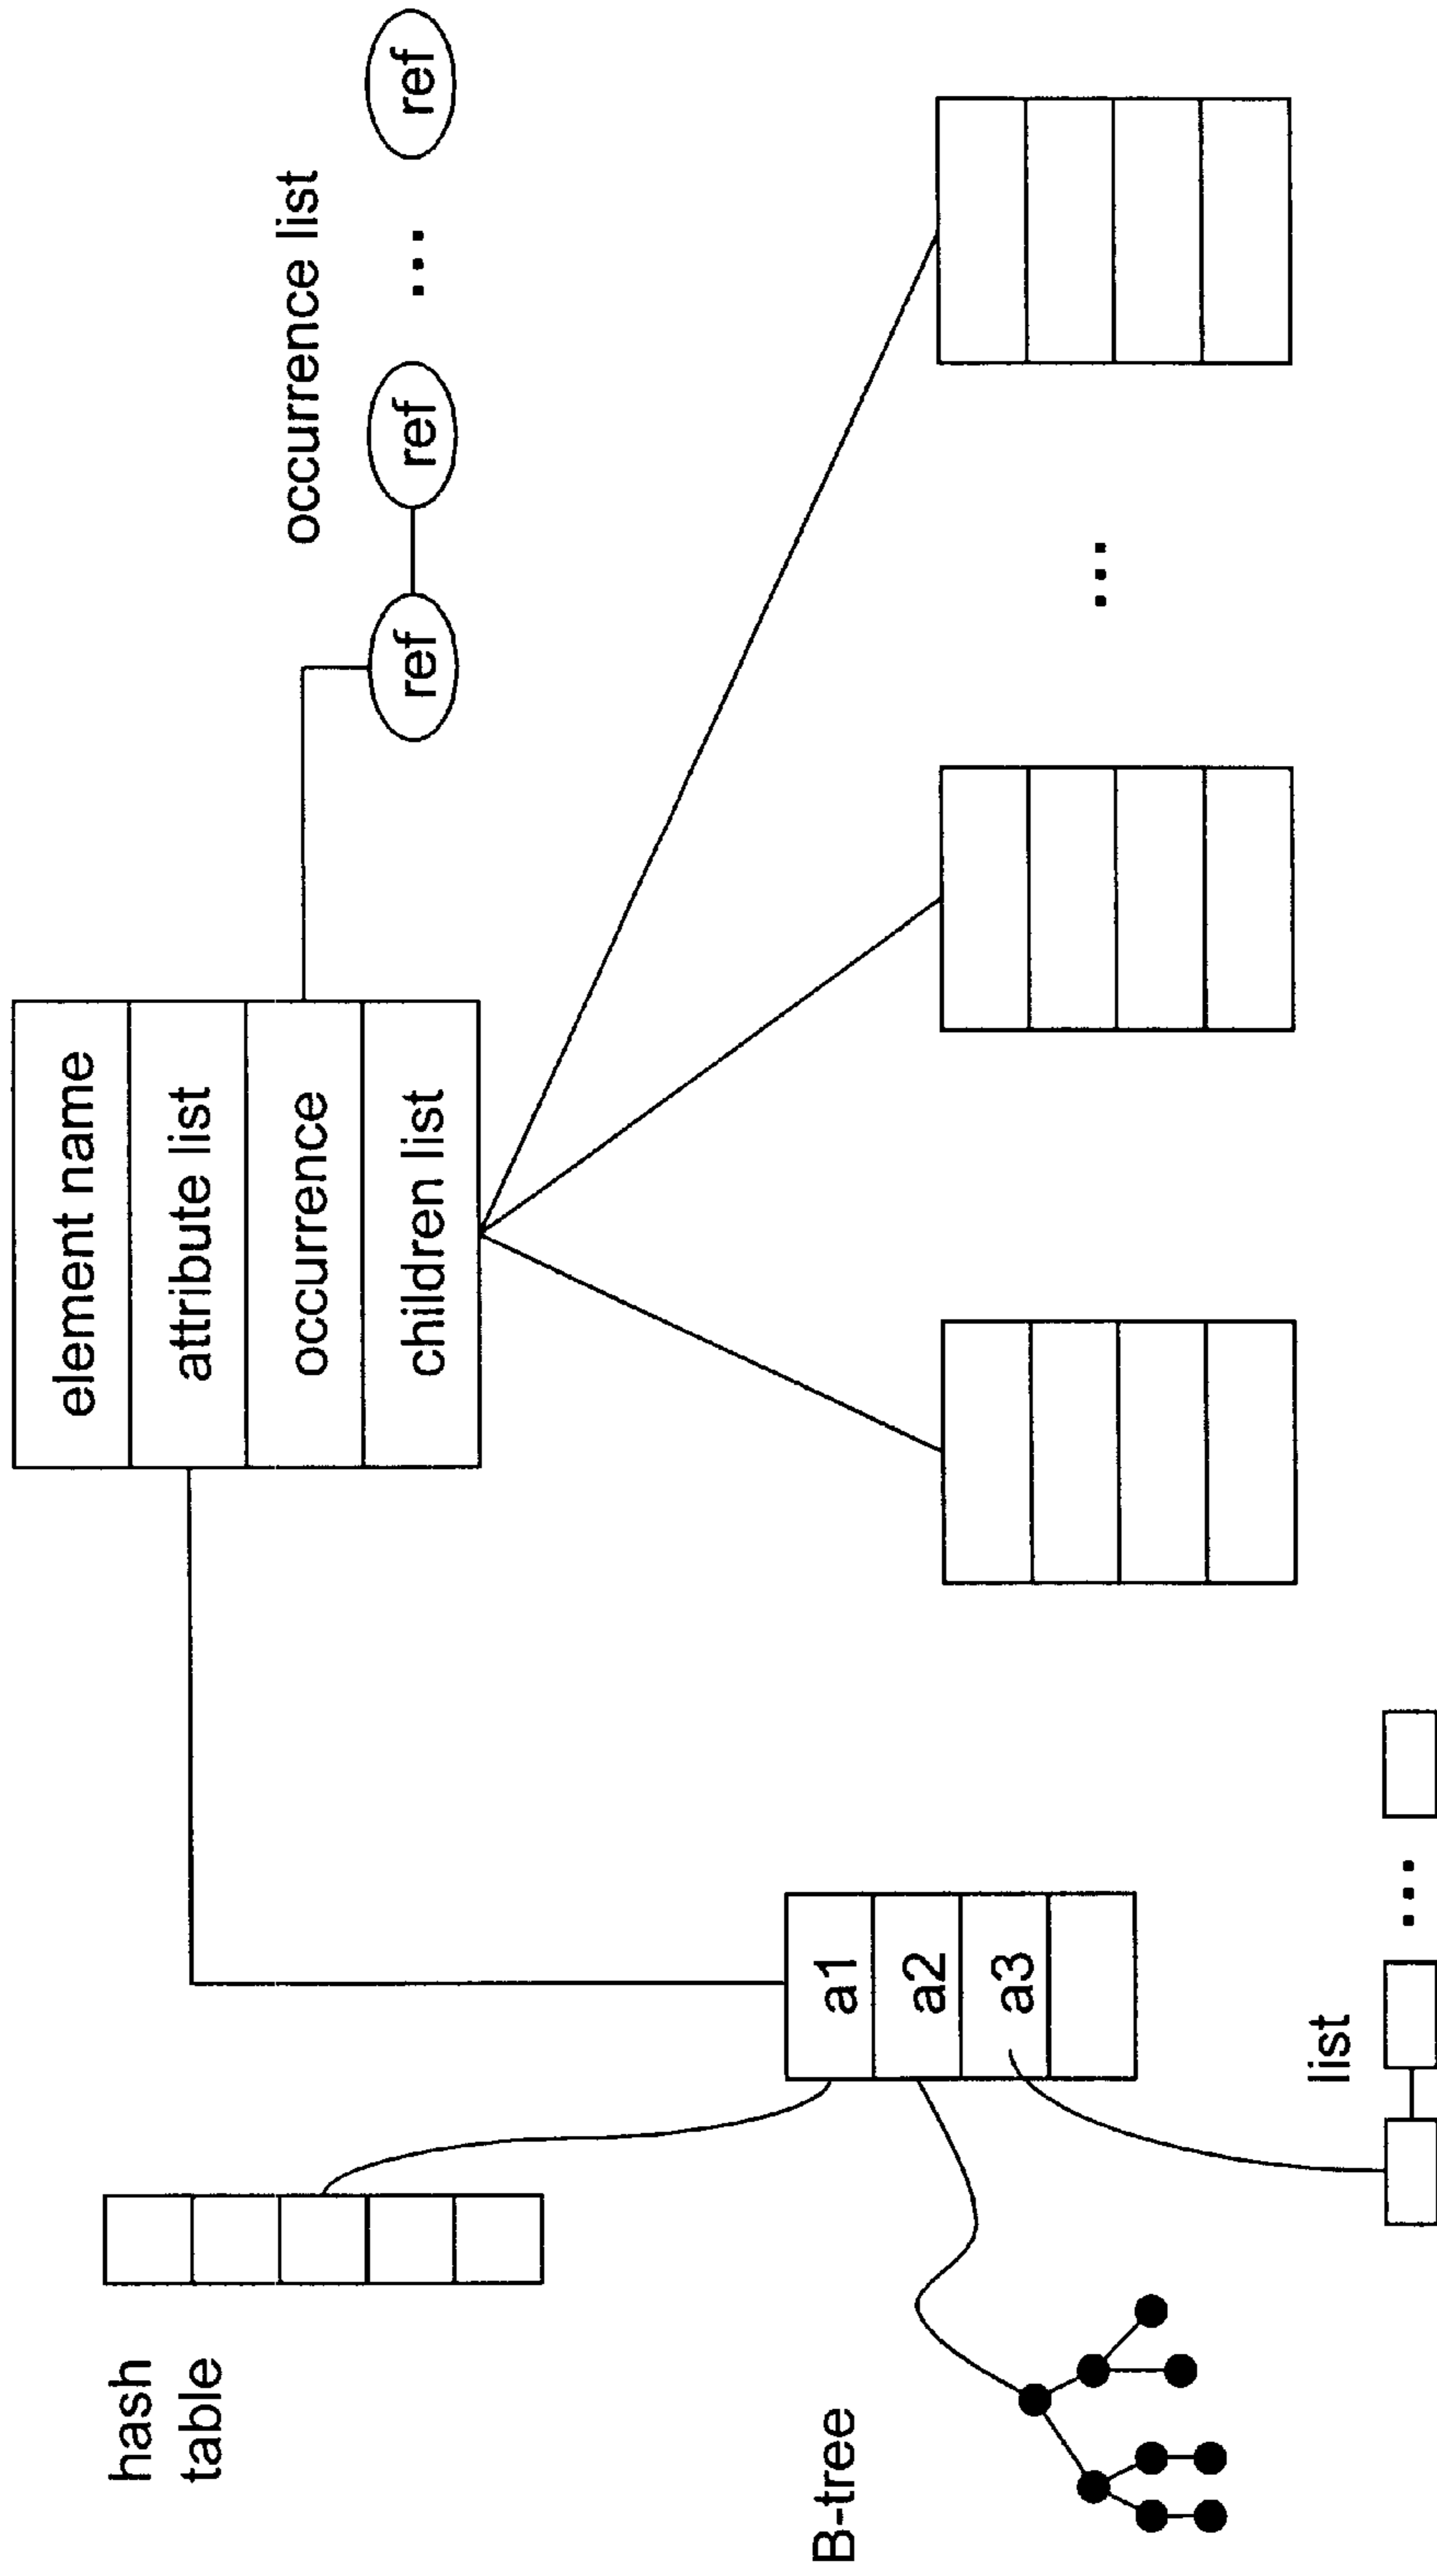 element name
attribute list
occurrence
children list
occurrence list
ref
ref
...
ref
hash
table
a1
a2
a3
B-tree
list
...
...